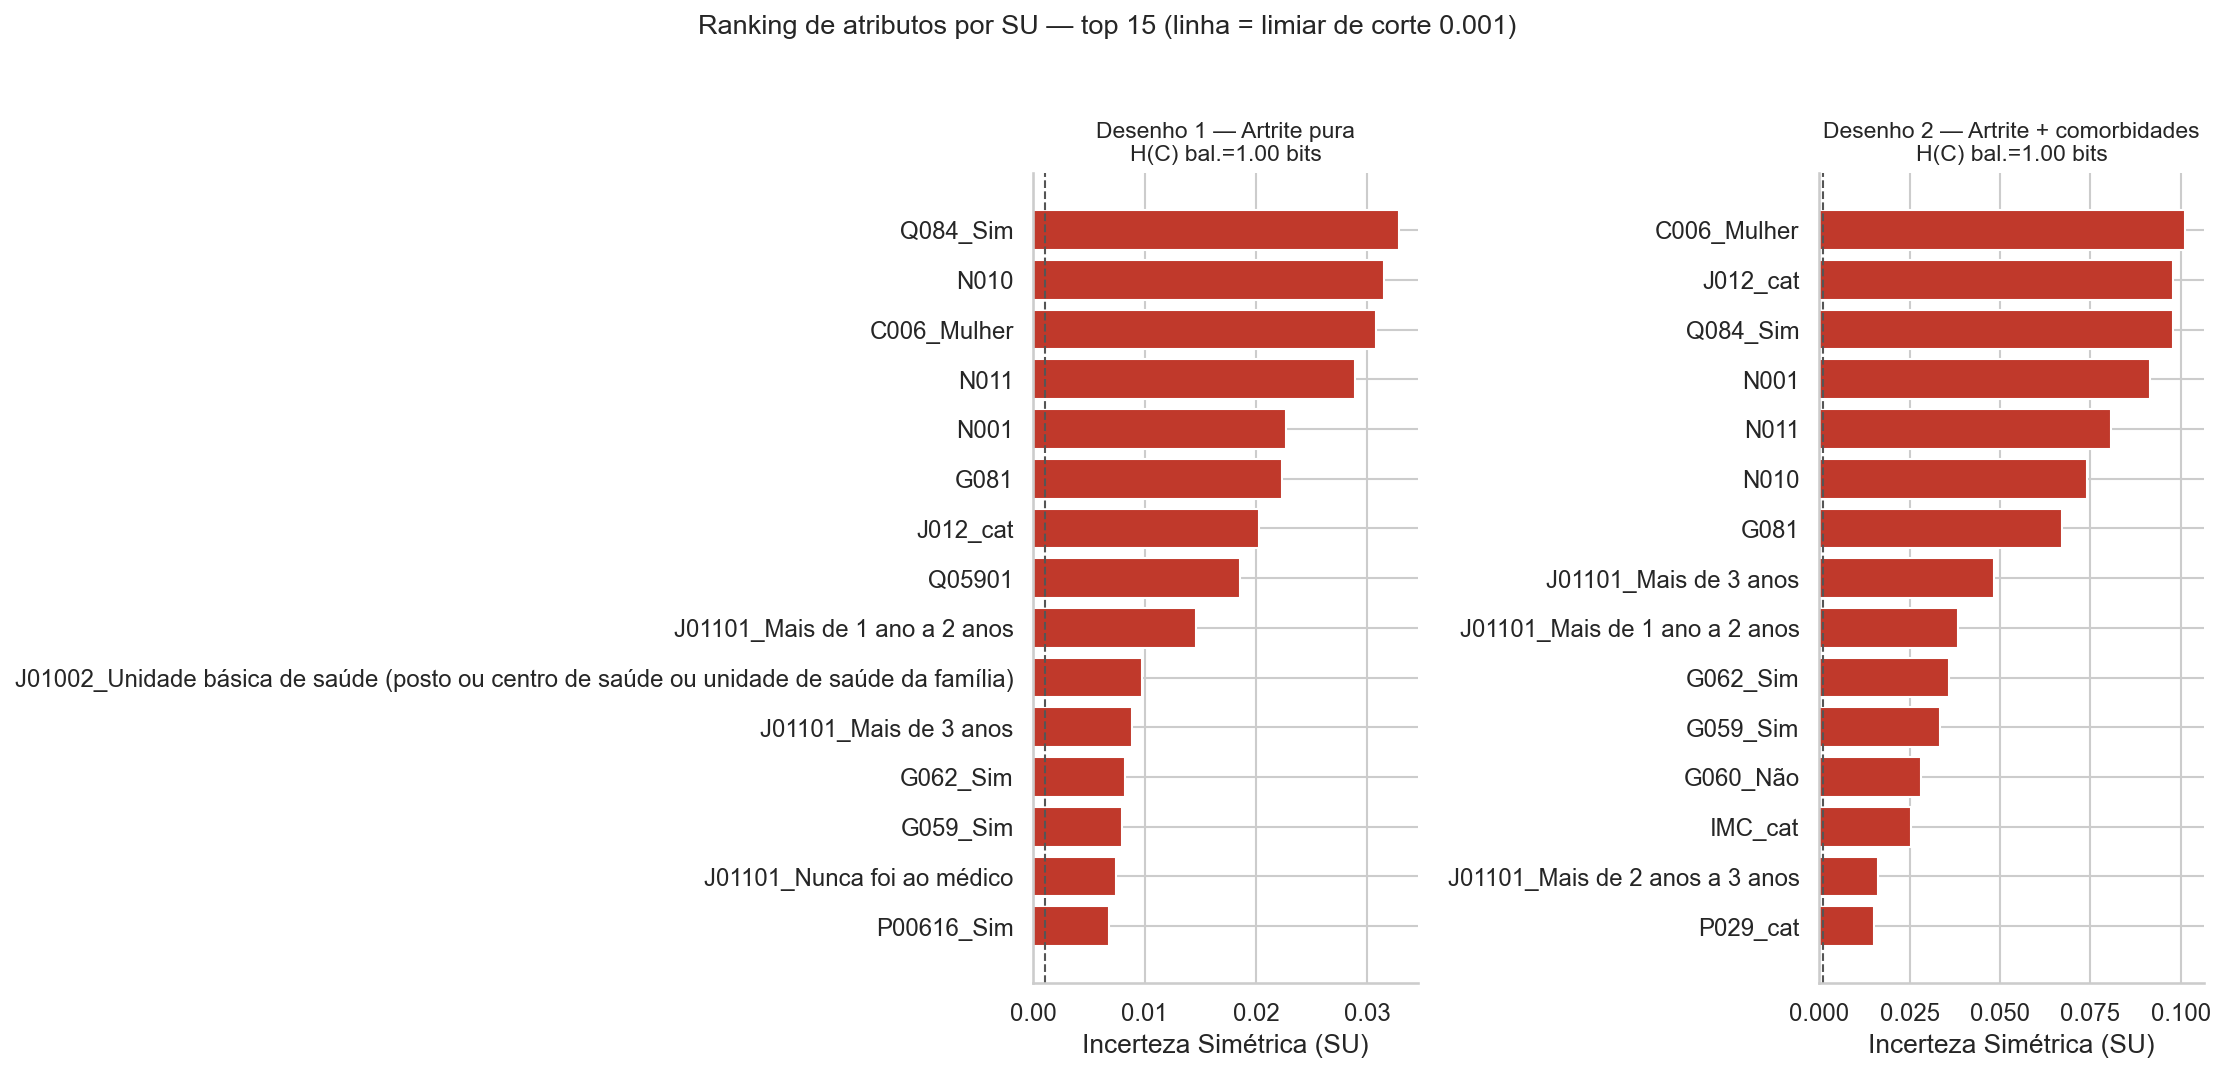 Ranking de atributos por SU — top 15 (linha = limiar de corte 0.001)
Desenho 1 — Artrite pura
H(C) bal.=1.00 bits
Q084_Sim
N010
C006_Mulher
N011
N001
G081
J012_cat
Q05901
J01101_Mais de 1 ano a 2 anos
J01002_Unidade básica de saúde (posto ou centro de saúde ou unidade de saúde da família)
J01101_Mais de 3 anos
G062_Sim
G059_Sim
J01101_Nunca foi ao médico
P00616_Sim
0.00 0.01 0.02 0.03
Incerteza Simétrica (SU)
Desenho 2 — Artrite + comorbidades
H(C) bal.=1.00 bits
C006_Mulher
J012_cat
Q084_Sim
N001
N011
N010
G081
J01101_Mais de 3 anos
J01101_Mais de 1 ano a 2 anos
G062_Sim
G059_Sim
G060_Não
IMC_cat
J01101_Mais de 2 anos a 3 anos
P029_cat
0.000 0.025 0.050 0.075 0.100
Incerteza Simétrica (SU)